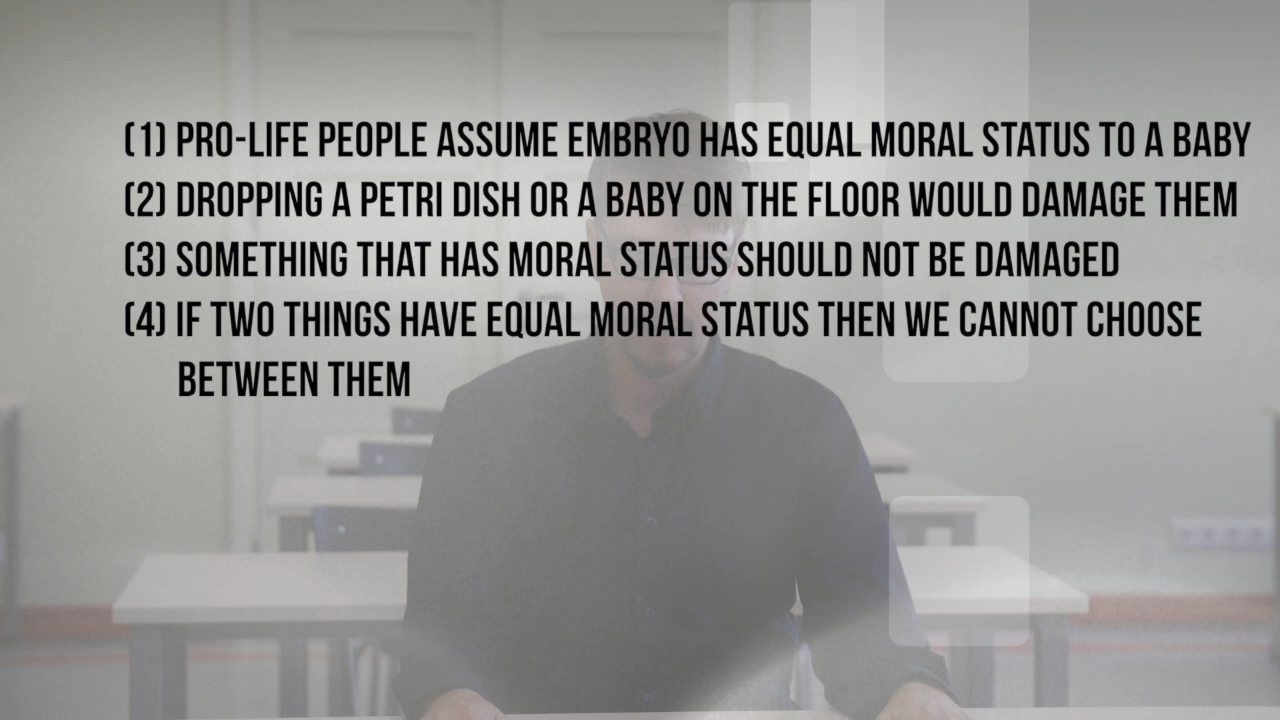 (1) PRO-LIFE PEOPLE ASSUME EMBRYO HAS EQUAL MORAL STATUS TO A BABY
(2) DROPPING A PETRI DISH OR A BABY ON THE FLOOR WOULD DAMAGE THEM
(3) SOMETHING THAT HAS MORAL STATUS SHOULD NOT BE DAMAGED
(4) IF TWO THINGS HAVE EQUAL MORAL STATUS THEN WE CANNOT CHOOSE
BETWEEN THEM